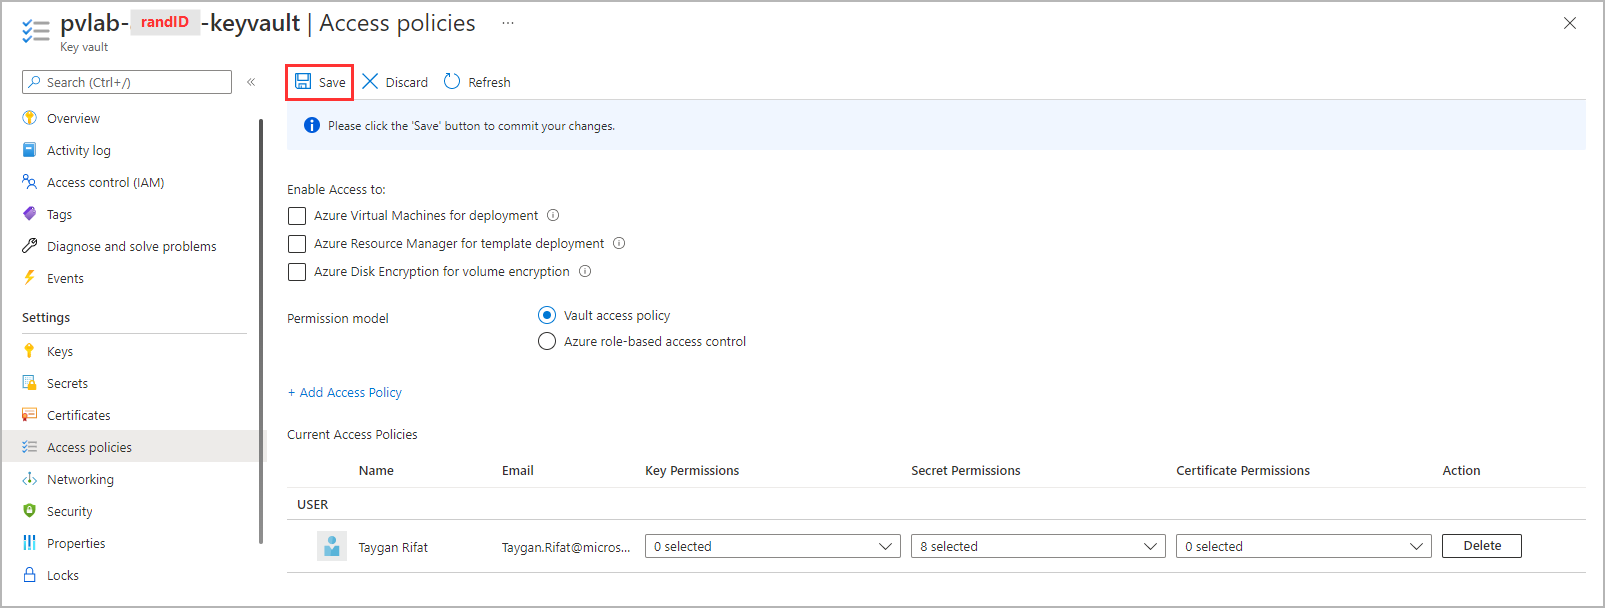 pvlab- randID -keyvault | Access policies ...
Key vault
Search (Ctrl+/) «
Overview
Activity log
Access control (IAM)
Tags
Diagnose and solve problems
Events
Settings
Keys
Secrets
Certificates
Access policies
Networking
Security
Properties
Locks
Save Discard Refresh
Please click the 'Save' button to commit your changes.
Enable Access to:
Azure Virtual Machines for deployment
Azure Resource Manager for template deployment
Azure Disk Encryption for volume encryption
Permission model
Vault access policy
Azure role-based access control
+ Add Access Policy
Current Access Policies
Name Email Key Permissions Secret Permissions Certificate Permissions Action
USER
Taygan Rifat Taygan.Rifat@micros... 0 selected 8 selected 0 selected Delete